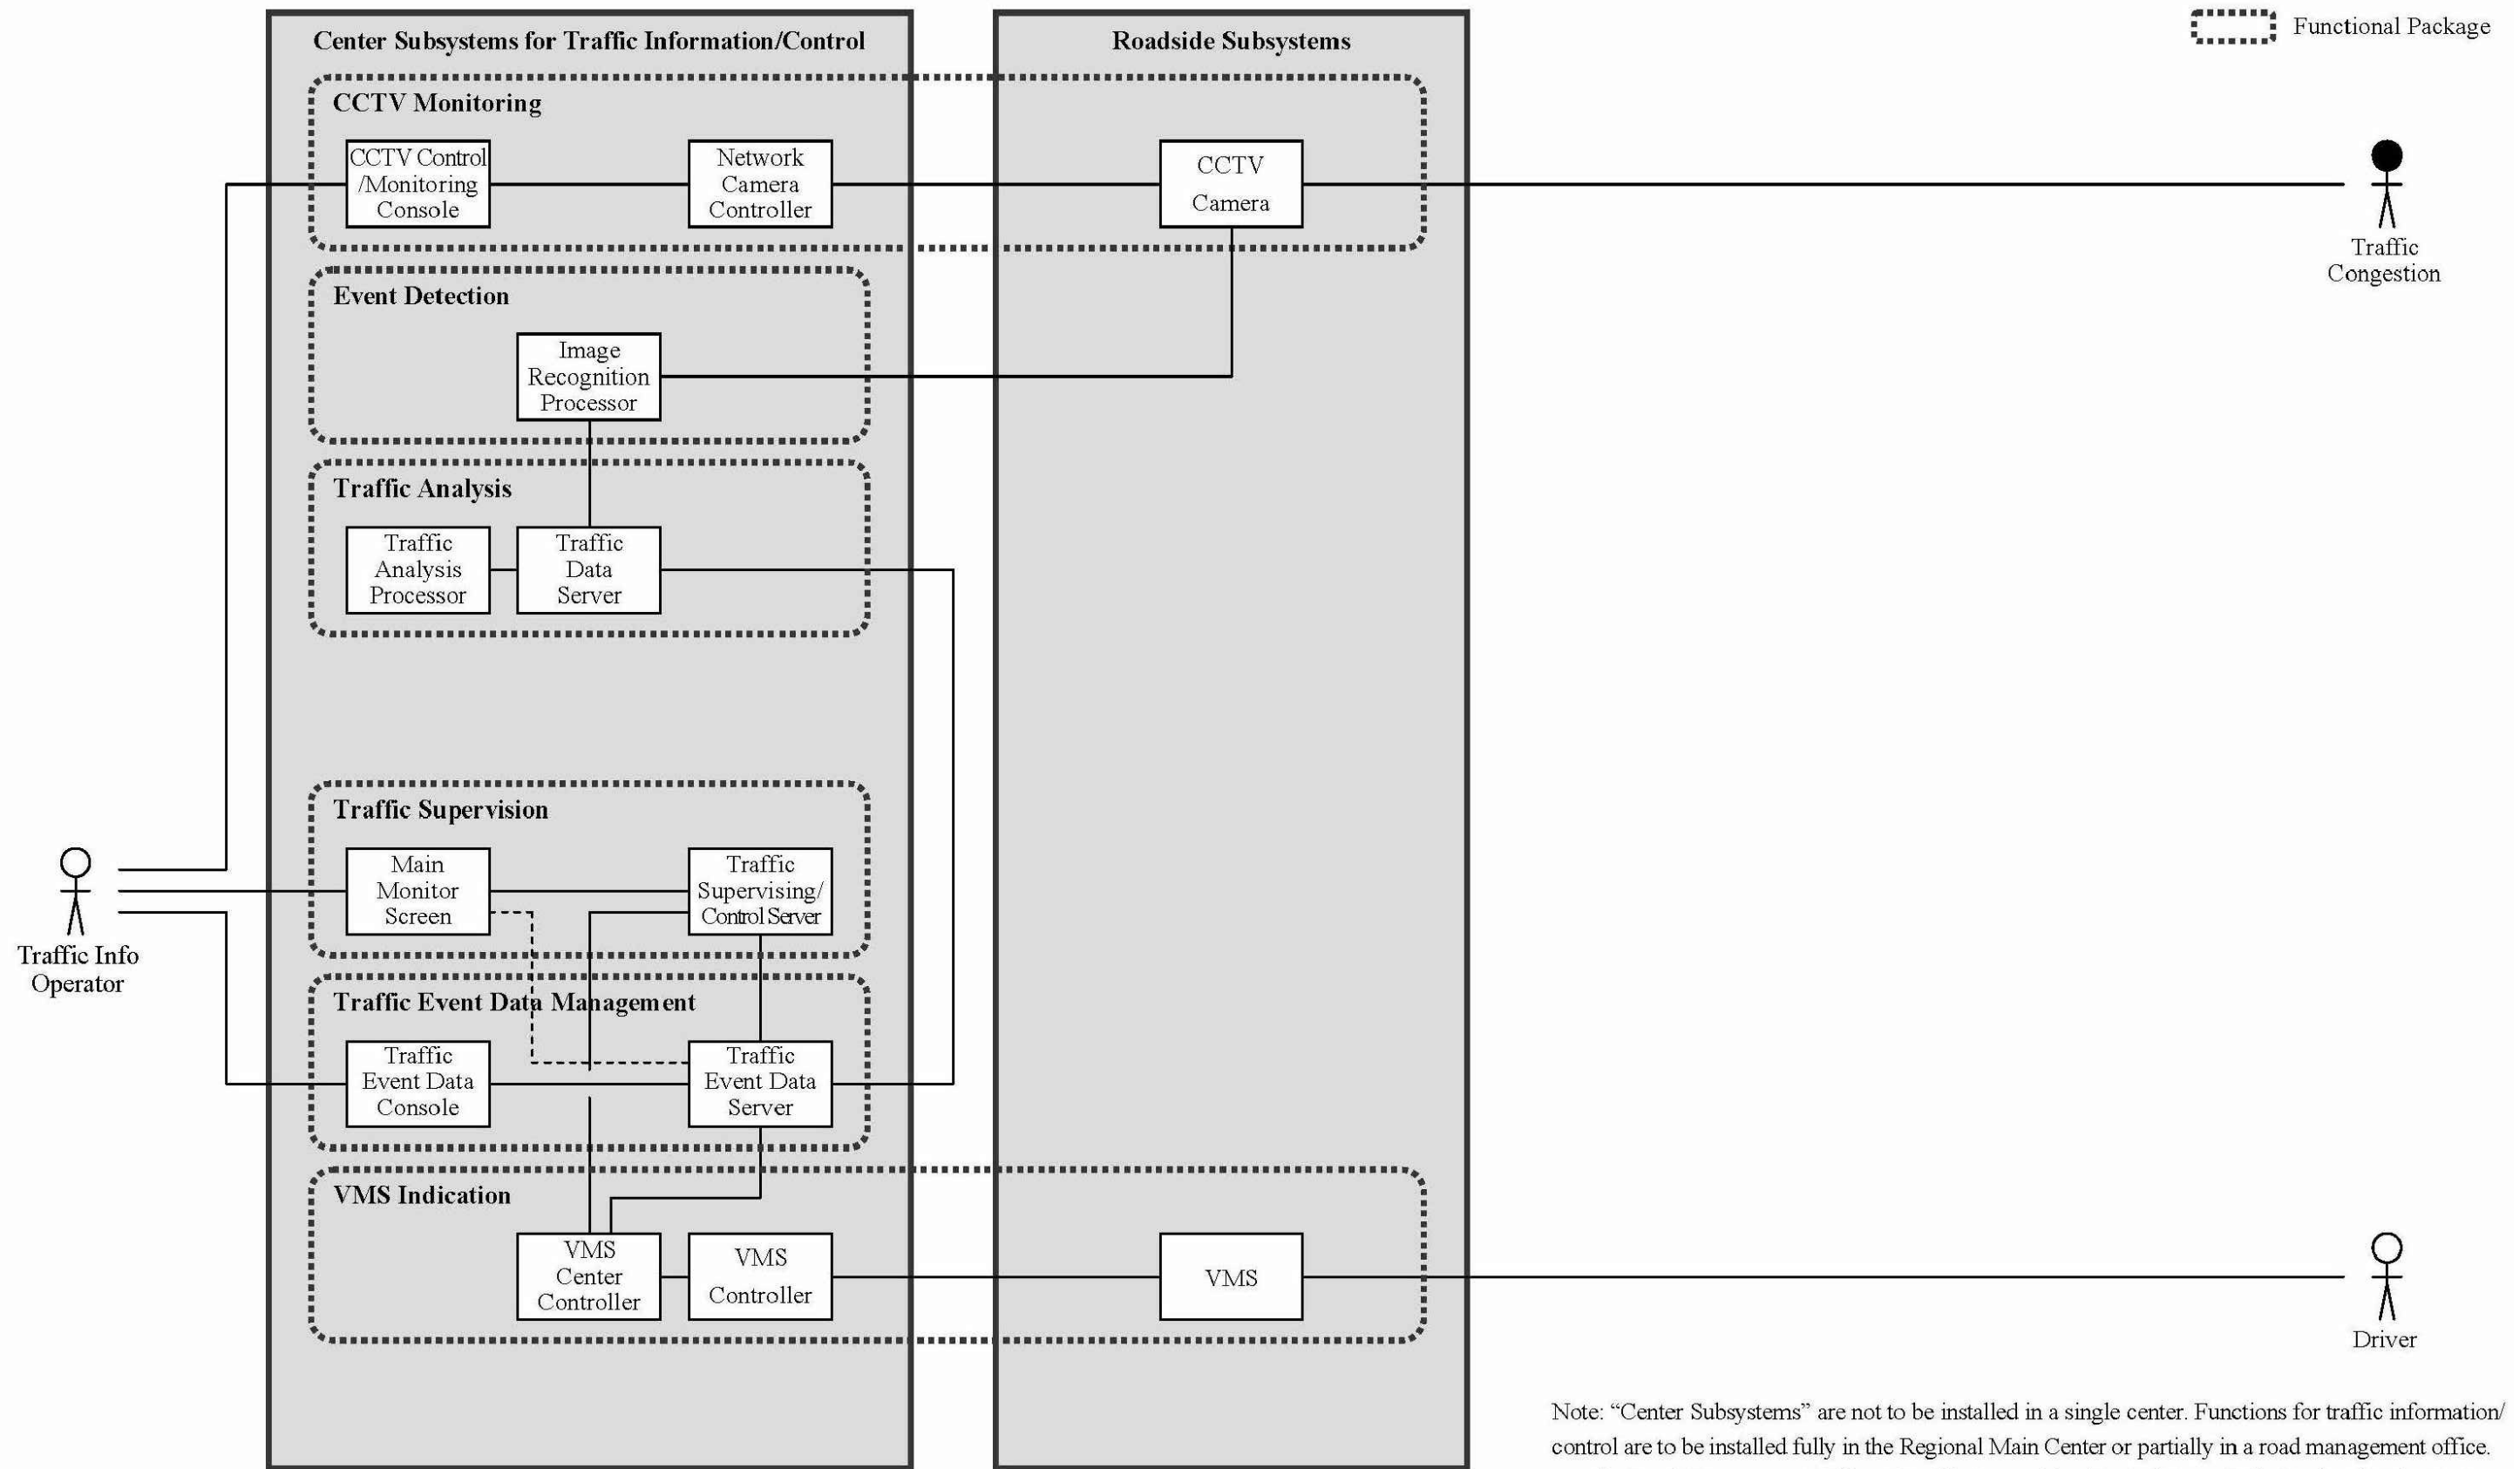 Center Subsystems for Traffic Information/Control
Roadside Subsystems
Functional Package
CCTV Monitoring
CCTV Control
/Monitoring
Console
Network
Camera
Controller
CCTV
Camera
Traffic
Congestion
Event Detection
Image
Recognition
Processor
Traffic Analysis
Traffic
Analysis
Processor
Traffic
Data
Server
Traffic Supervision
Main
Monitor
Screen
Traffic
Supervising/
Control Server
Traffic Info
Operator
Traffic Event Data Management
Traffic
Event Data
Console
Traffic
Event Data
Server
VMS Indication
VMS
Center
Controller
VMS
Controller
VMS
Driver
Note: “Center Subsystems” are not to be installed in a single center. Functions for traffic information/
control are to be installed fully in the Regional Main Center or partially in a road management office.